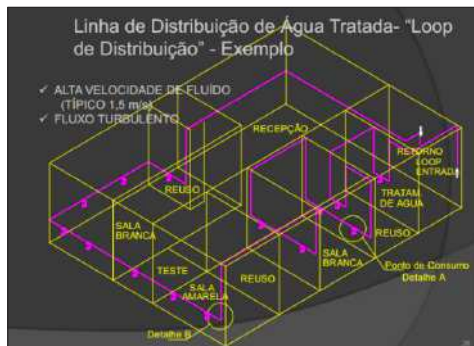 Linha de Distribuição de Água Tratada- “Loop
de Distribuição” - Exemplo
✓ ALTA VELOCIDADE DE FLUÍDO
(TÍPICO 1,5 m/s)
✓ FLUXO TURBULENTO
RECEPÇÃO
RETORNO
LOOP
ENTRADA
REUSO
TRATAM
DE AGUA
SALA
BRANCA
REUSO
SALA
BRANCA
TESTE
REUSO
Ponto de Consumo
Detalhe A
SALA
AMARELA
Detalhe B